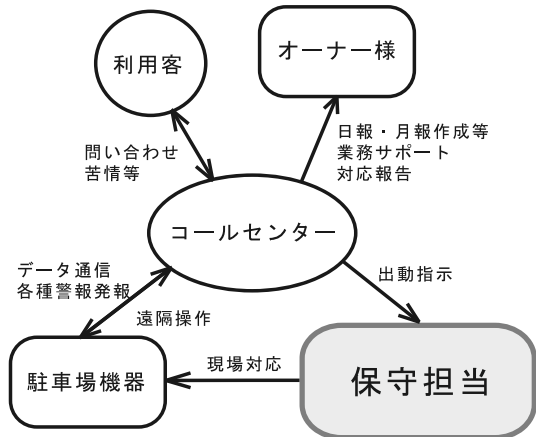 利用客
オーナー様
問い合わせ
苦情等
日報・月報作成等
業務サポート
対応報告
コールセンター
データ通信
各種警報発報
遠隔操作
出動指示
駐車場機器
現場対応
保守担当